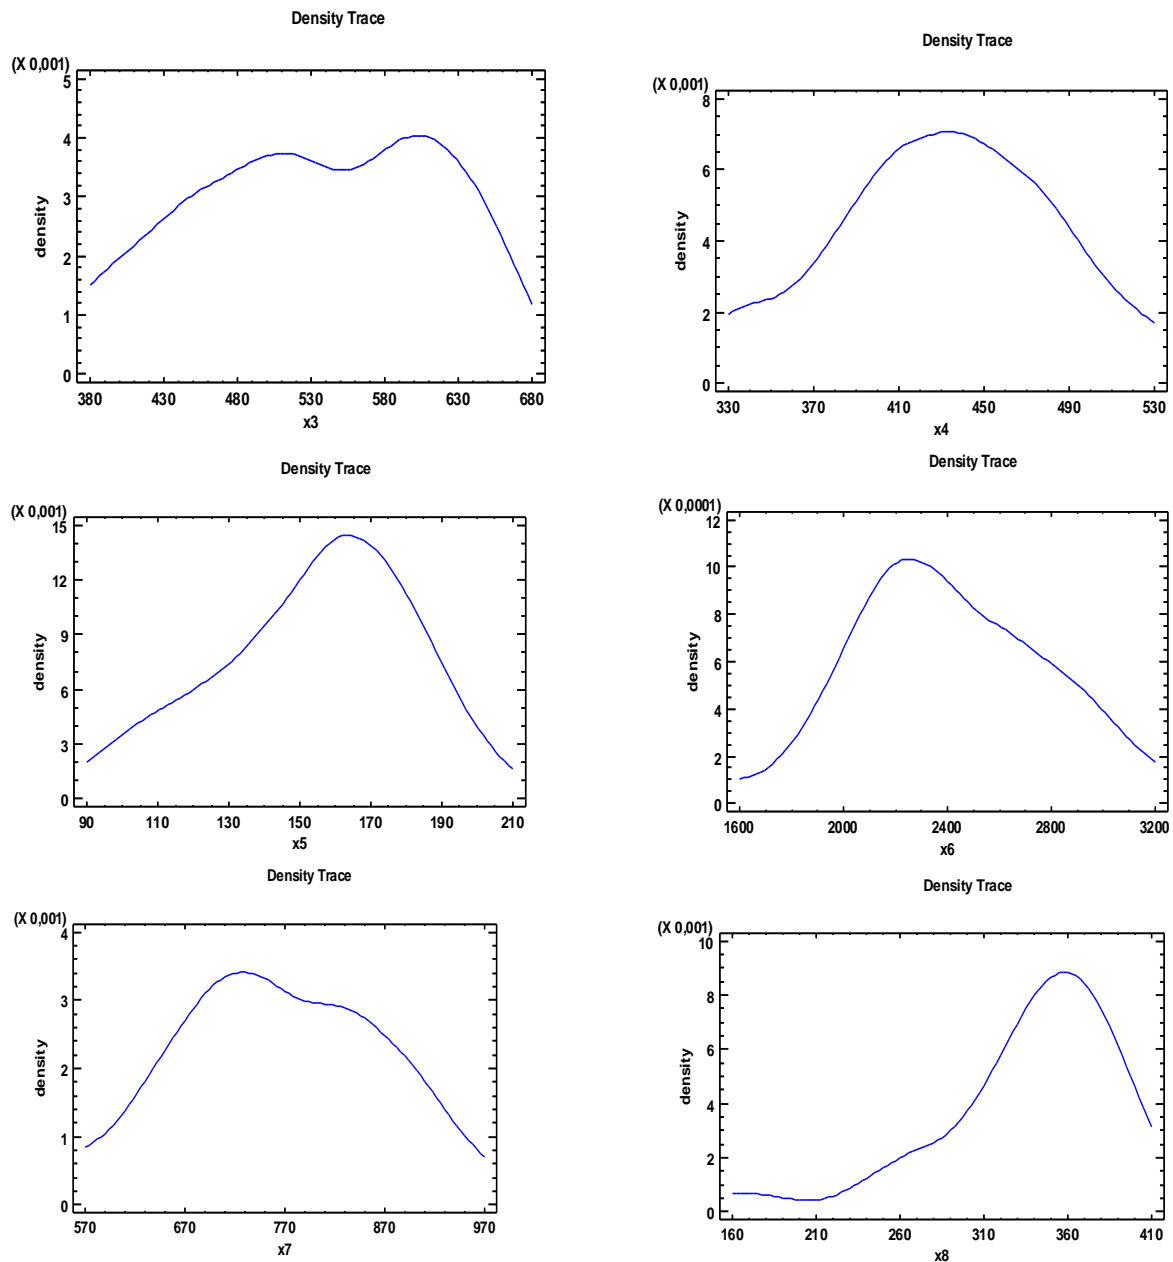 Density Trace
(X 0,001)
5
4
3
2
1
0
density
380 430 480 530 580 630 680
x3
Density Trace
(X 0,001)
8
6
4
2
0
density
330 370 410 450 490 530
x4
Density Trace
(X 0,001)
15
12
9
6
3
0
density
90 110 130 150 170 190 210
x5
Density Trace
(X 0,0001)
12
10
8
6
4
2
0
density
1600 2000 2400 2800 3200
x6
Density Trace
(X 0,001)
4
3
2
1
0
density
570 670 770 870 970
x7
Density Trace
(X 0,001)
10
8
6
4
2
0
density
160 210 260 310 360 410
x8